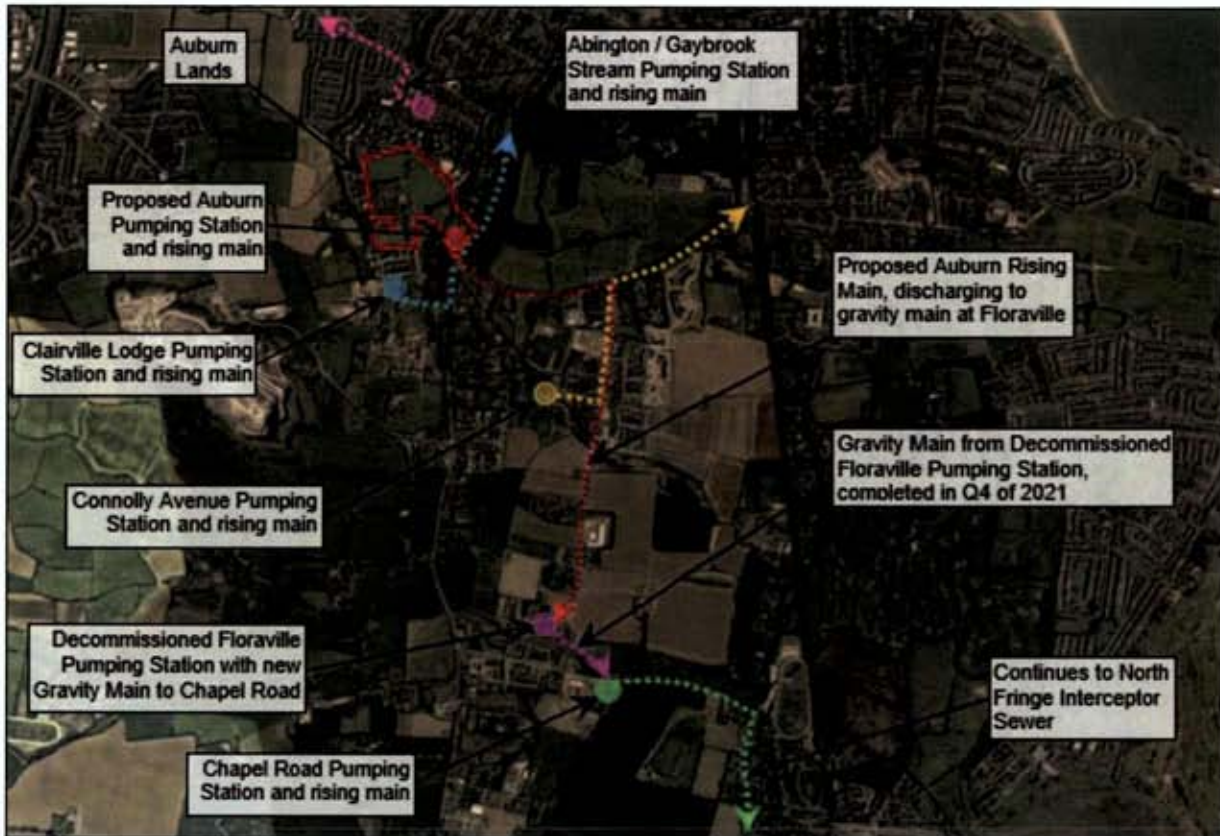 Auburn
Lands
Abington / Gaybrook
Stream Pumping Station
and rising main
Proposed Auburn
Pumping Station
and rising main
Proposed Auburn Rising
Main, discharging to
gravity main at Floraville
Clairville Lodge Pumping
Station and rising main
Gravity Main from Decommissioned
Floraville Pumping Station,
completed in Q4 of 2021
Connolly Avenue Pumping
Station and rising main
Decommissioned Floraville
Pumping Station with new
Gravity Main to Chapel Road
Continues to North
Fringe Interceptor
Sewer
Chapel Road Pumping
Station and rising main